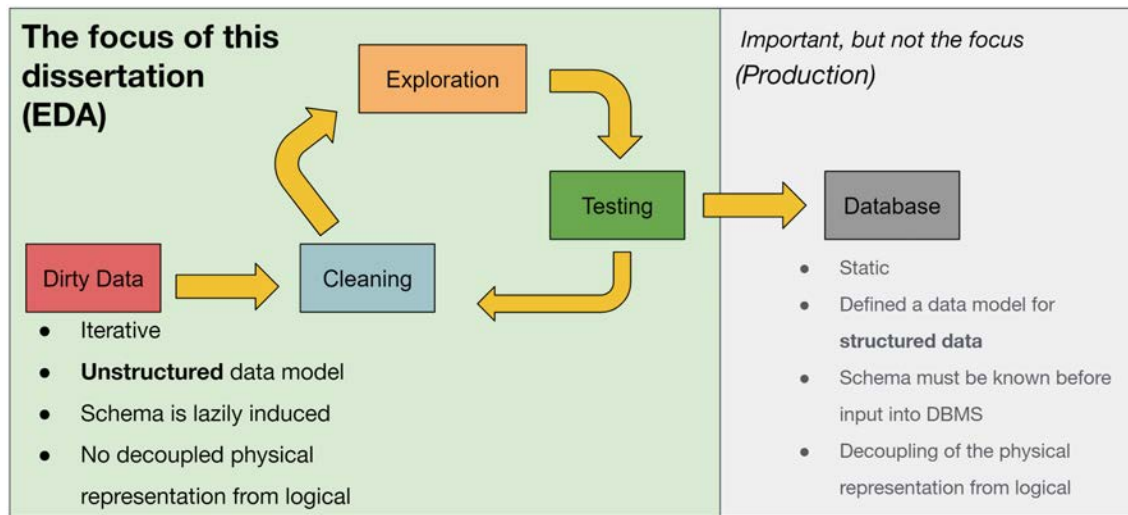 The focus of this
dissertation
(EDA)
Exploration
Testing
Dirty Data
Cleaning
● Iterative
● Unstructured data model
● Schema is lazily induced
● No decoupled physical
representation from logical
Important, but not the focus
(Production)
Database
● Static
● Defined a data model for
structured data
● Schema must be known before
input into DBMS
● Decoupling of the physical
representation from logical